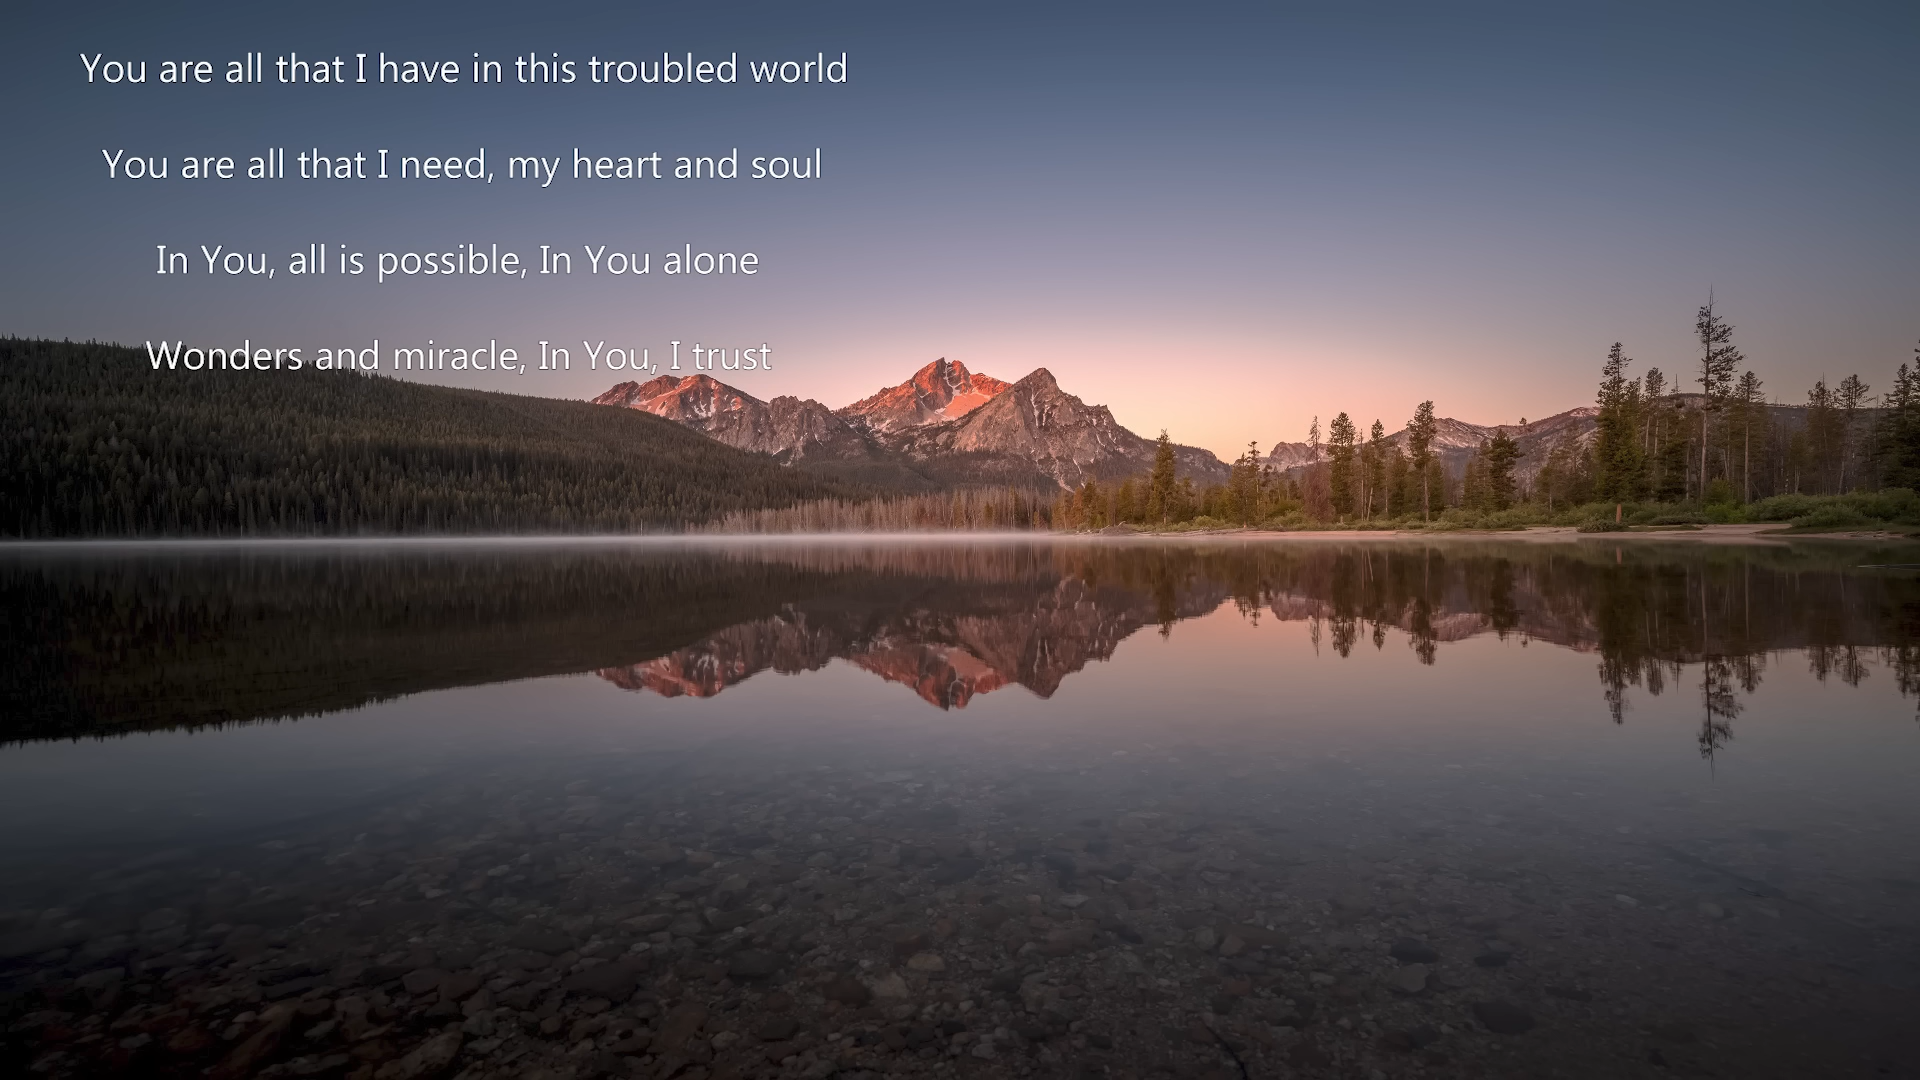 You are all that I have in this troubled world
You are all that I need, my heart and soul
In You, all is possible, In You alone
Wonders and miracle, In You, I trust